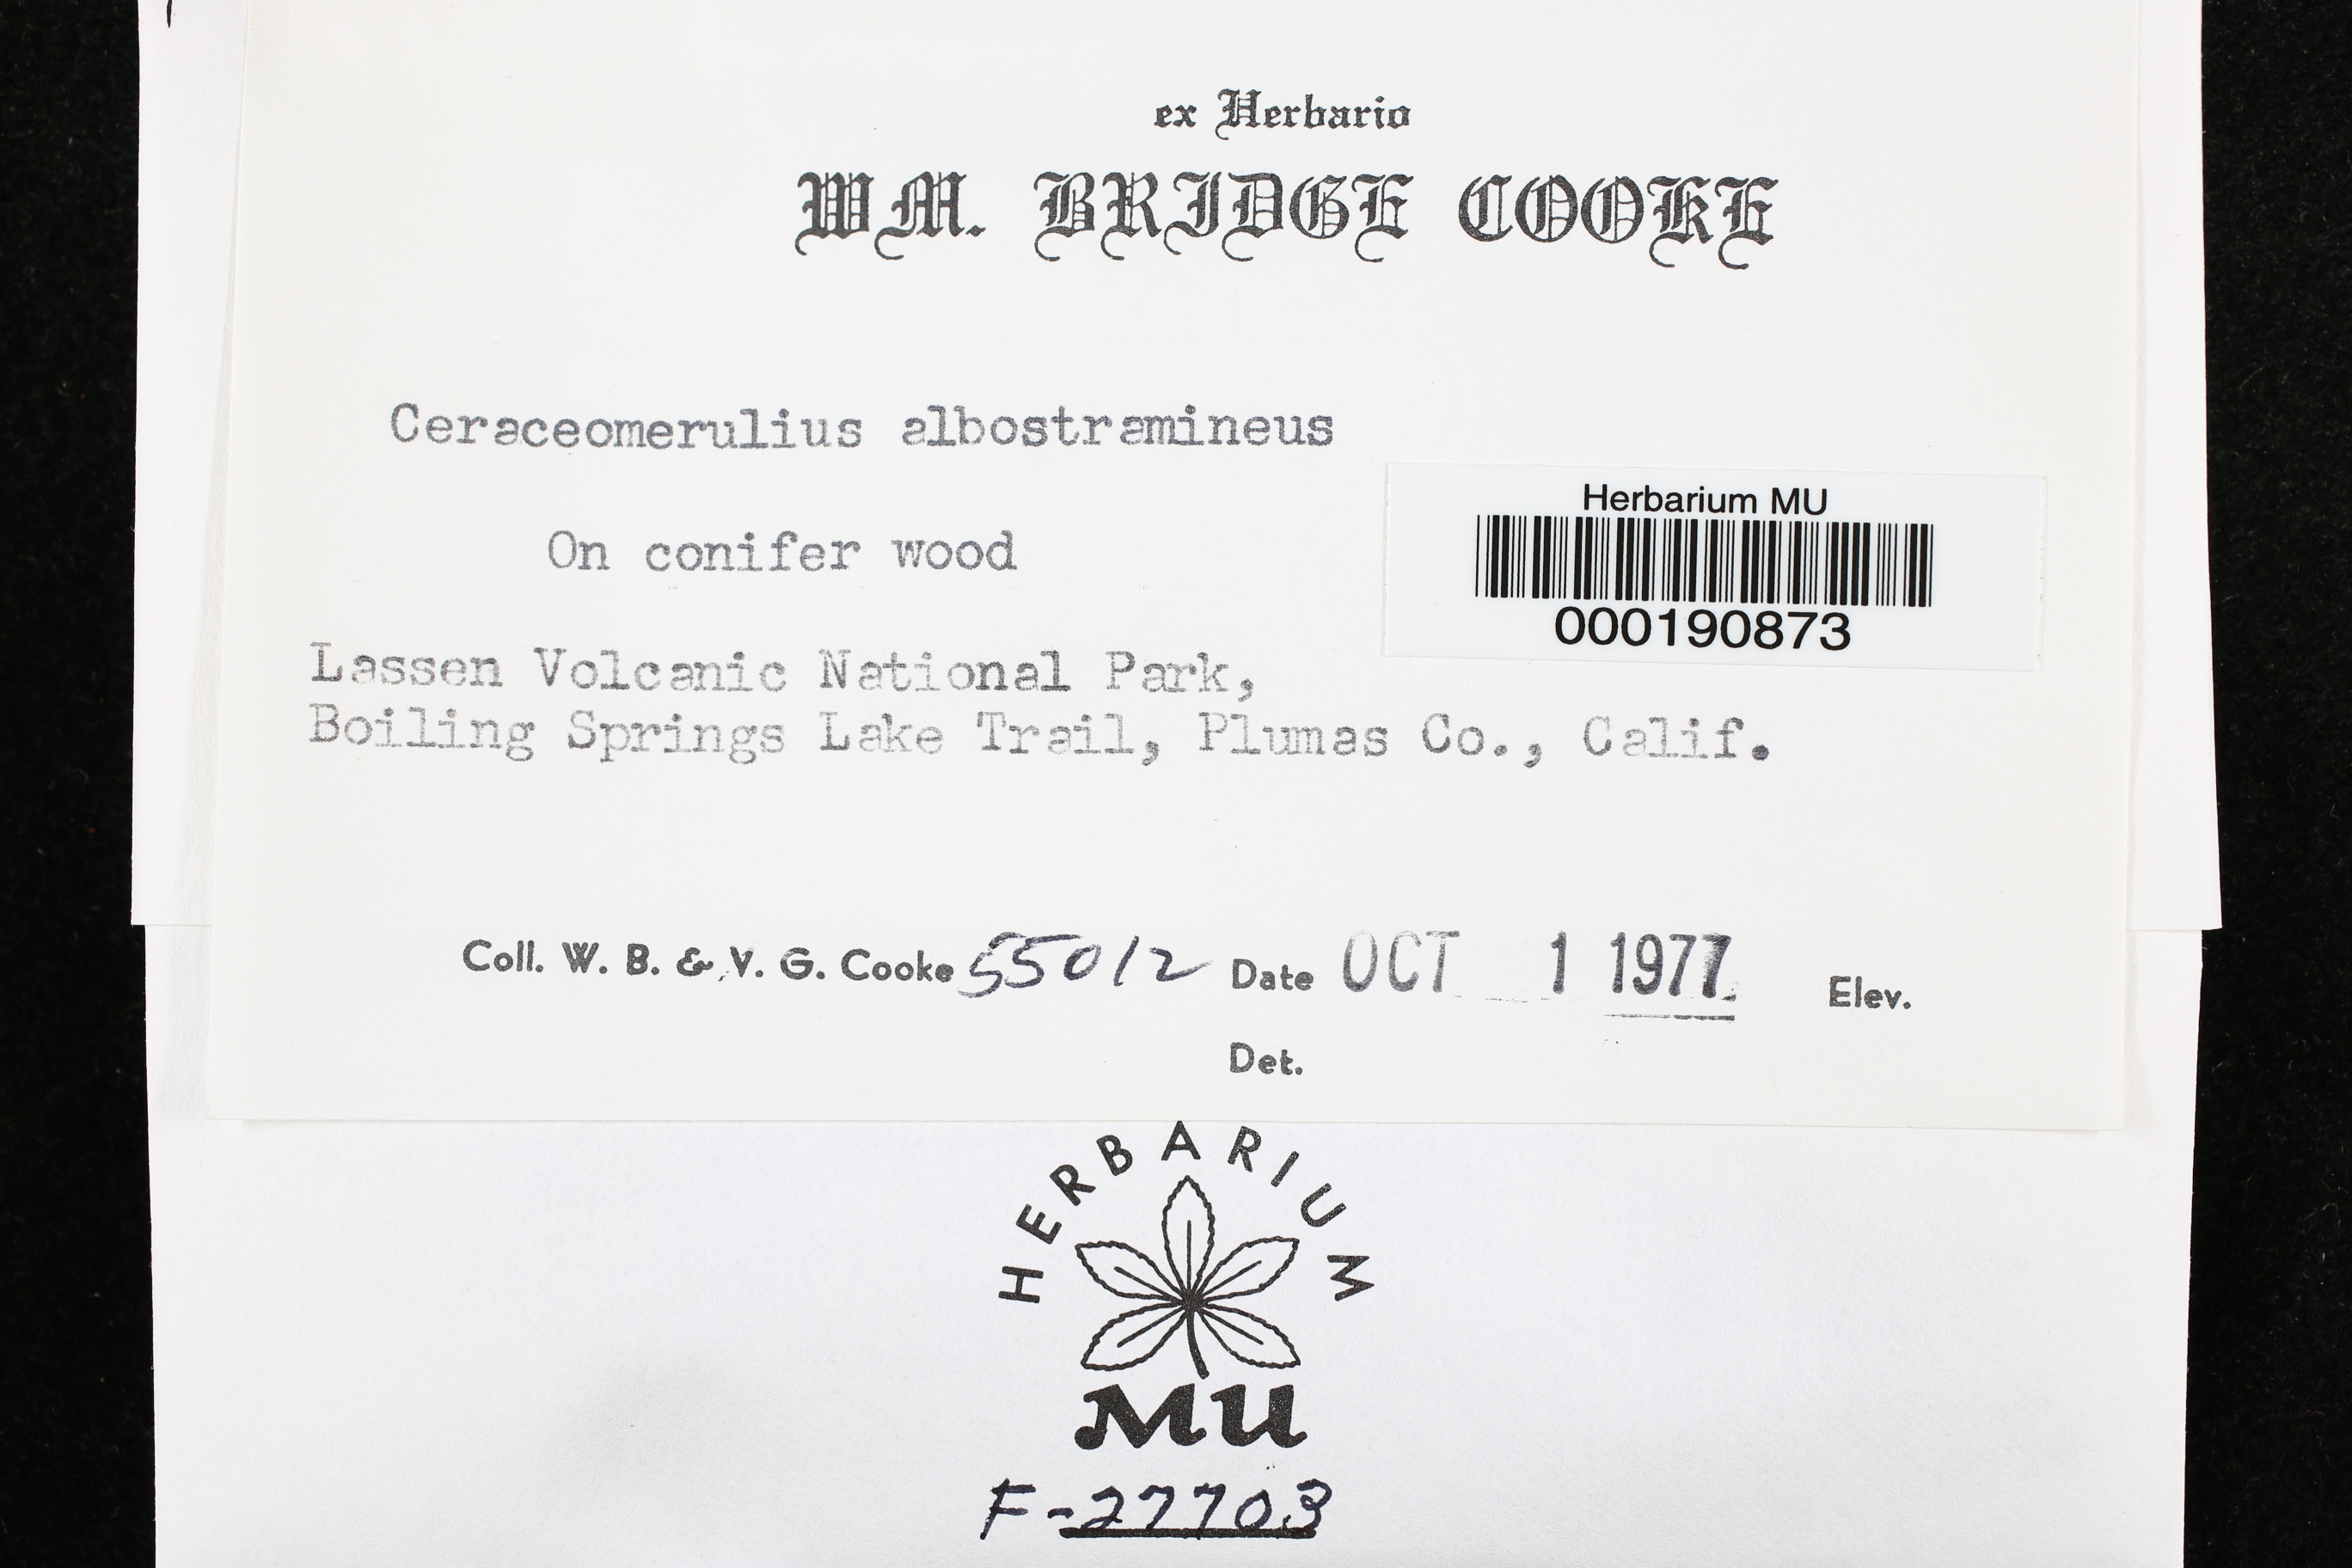 ex Herbario
WM. BRIDGE COOKE
Ceraceomerulius albostramineus
Herbarium MU
On conifer wood
000190873
Lassen Volcanic National Park,
Boiling Springs Lake Trail, Plumas Co., Calif.
Coll. W. B. & V. G. Cooke 55012 Date OCT 1 1977 Elev.
Det.
HERBARIUM
MU
F-27703